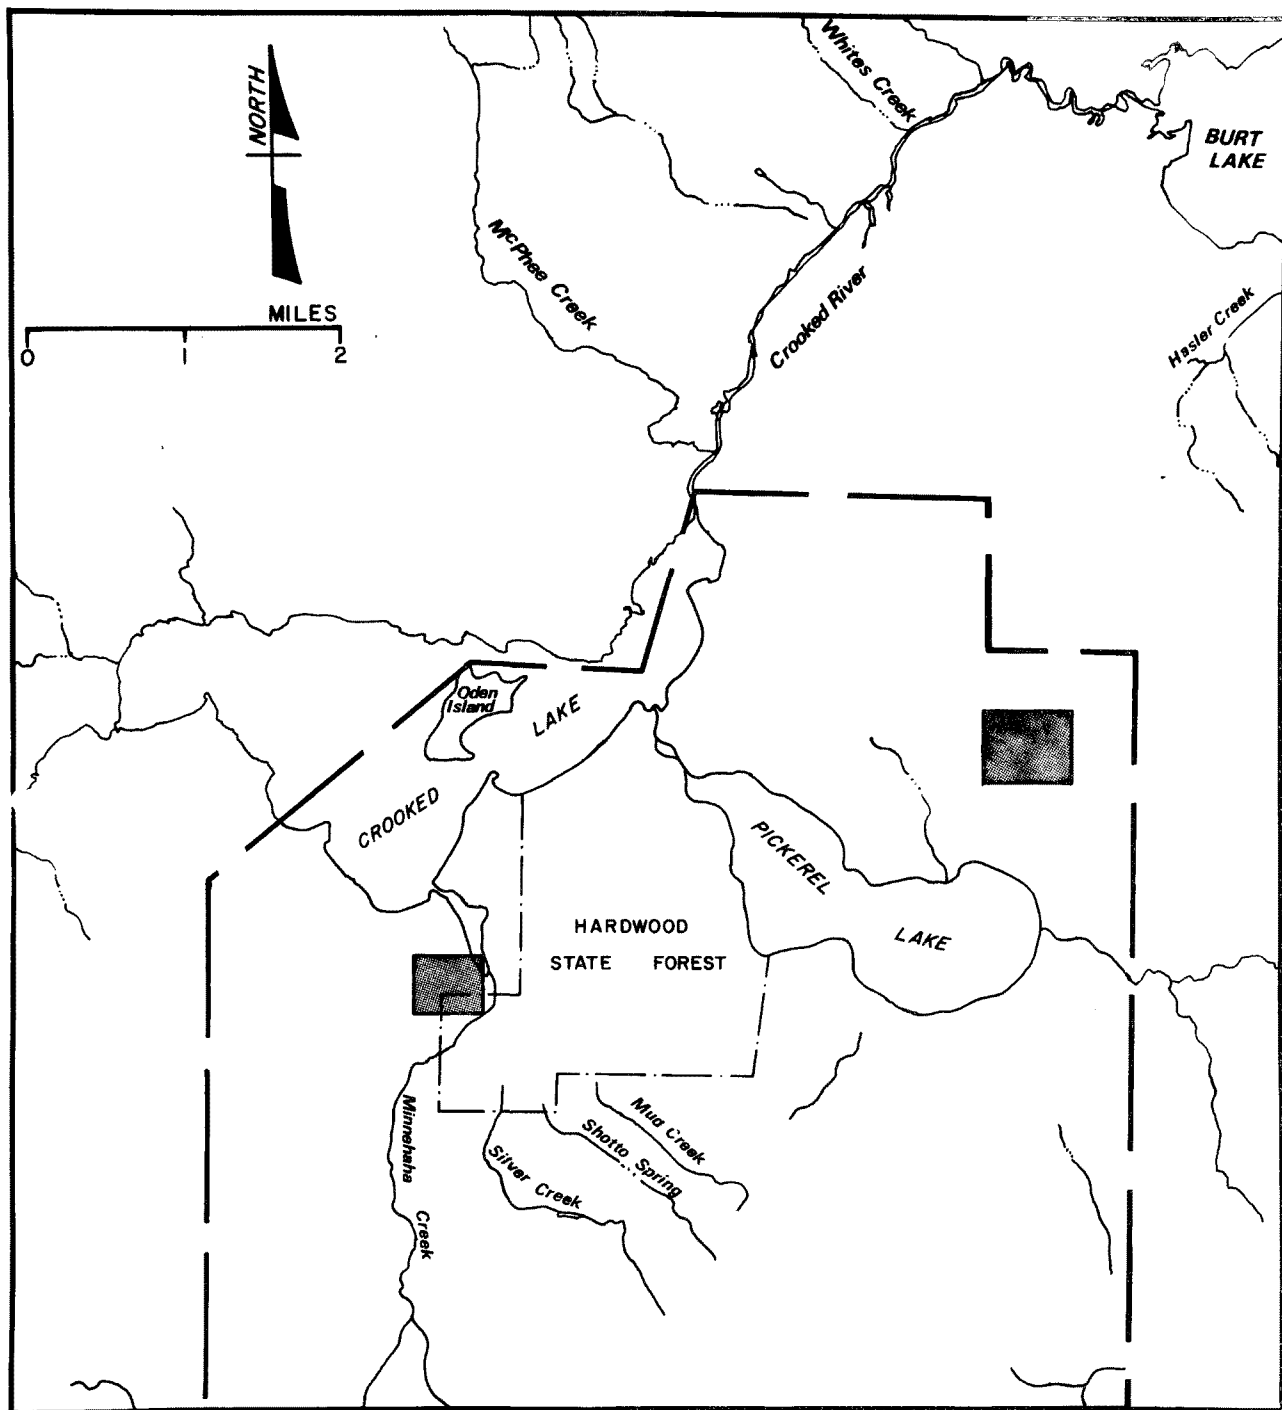 Whites Creek
NORTH
BURT
LAKE
McPhee Creek
MILES
0 1 2
Crooked River
Hasler Creek
Oden
Island
LAKE
CROOKED
PICKEREL
LAKE
HARDWOOD
STATE FOREST
Minnehaha
Creek
Mud Creek
Shotto Spring
Silver Creek